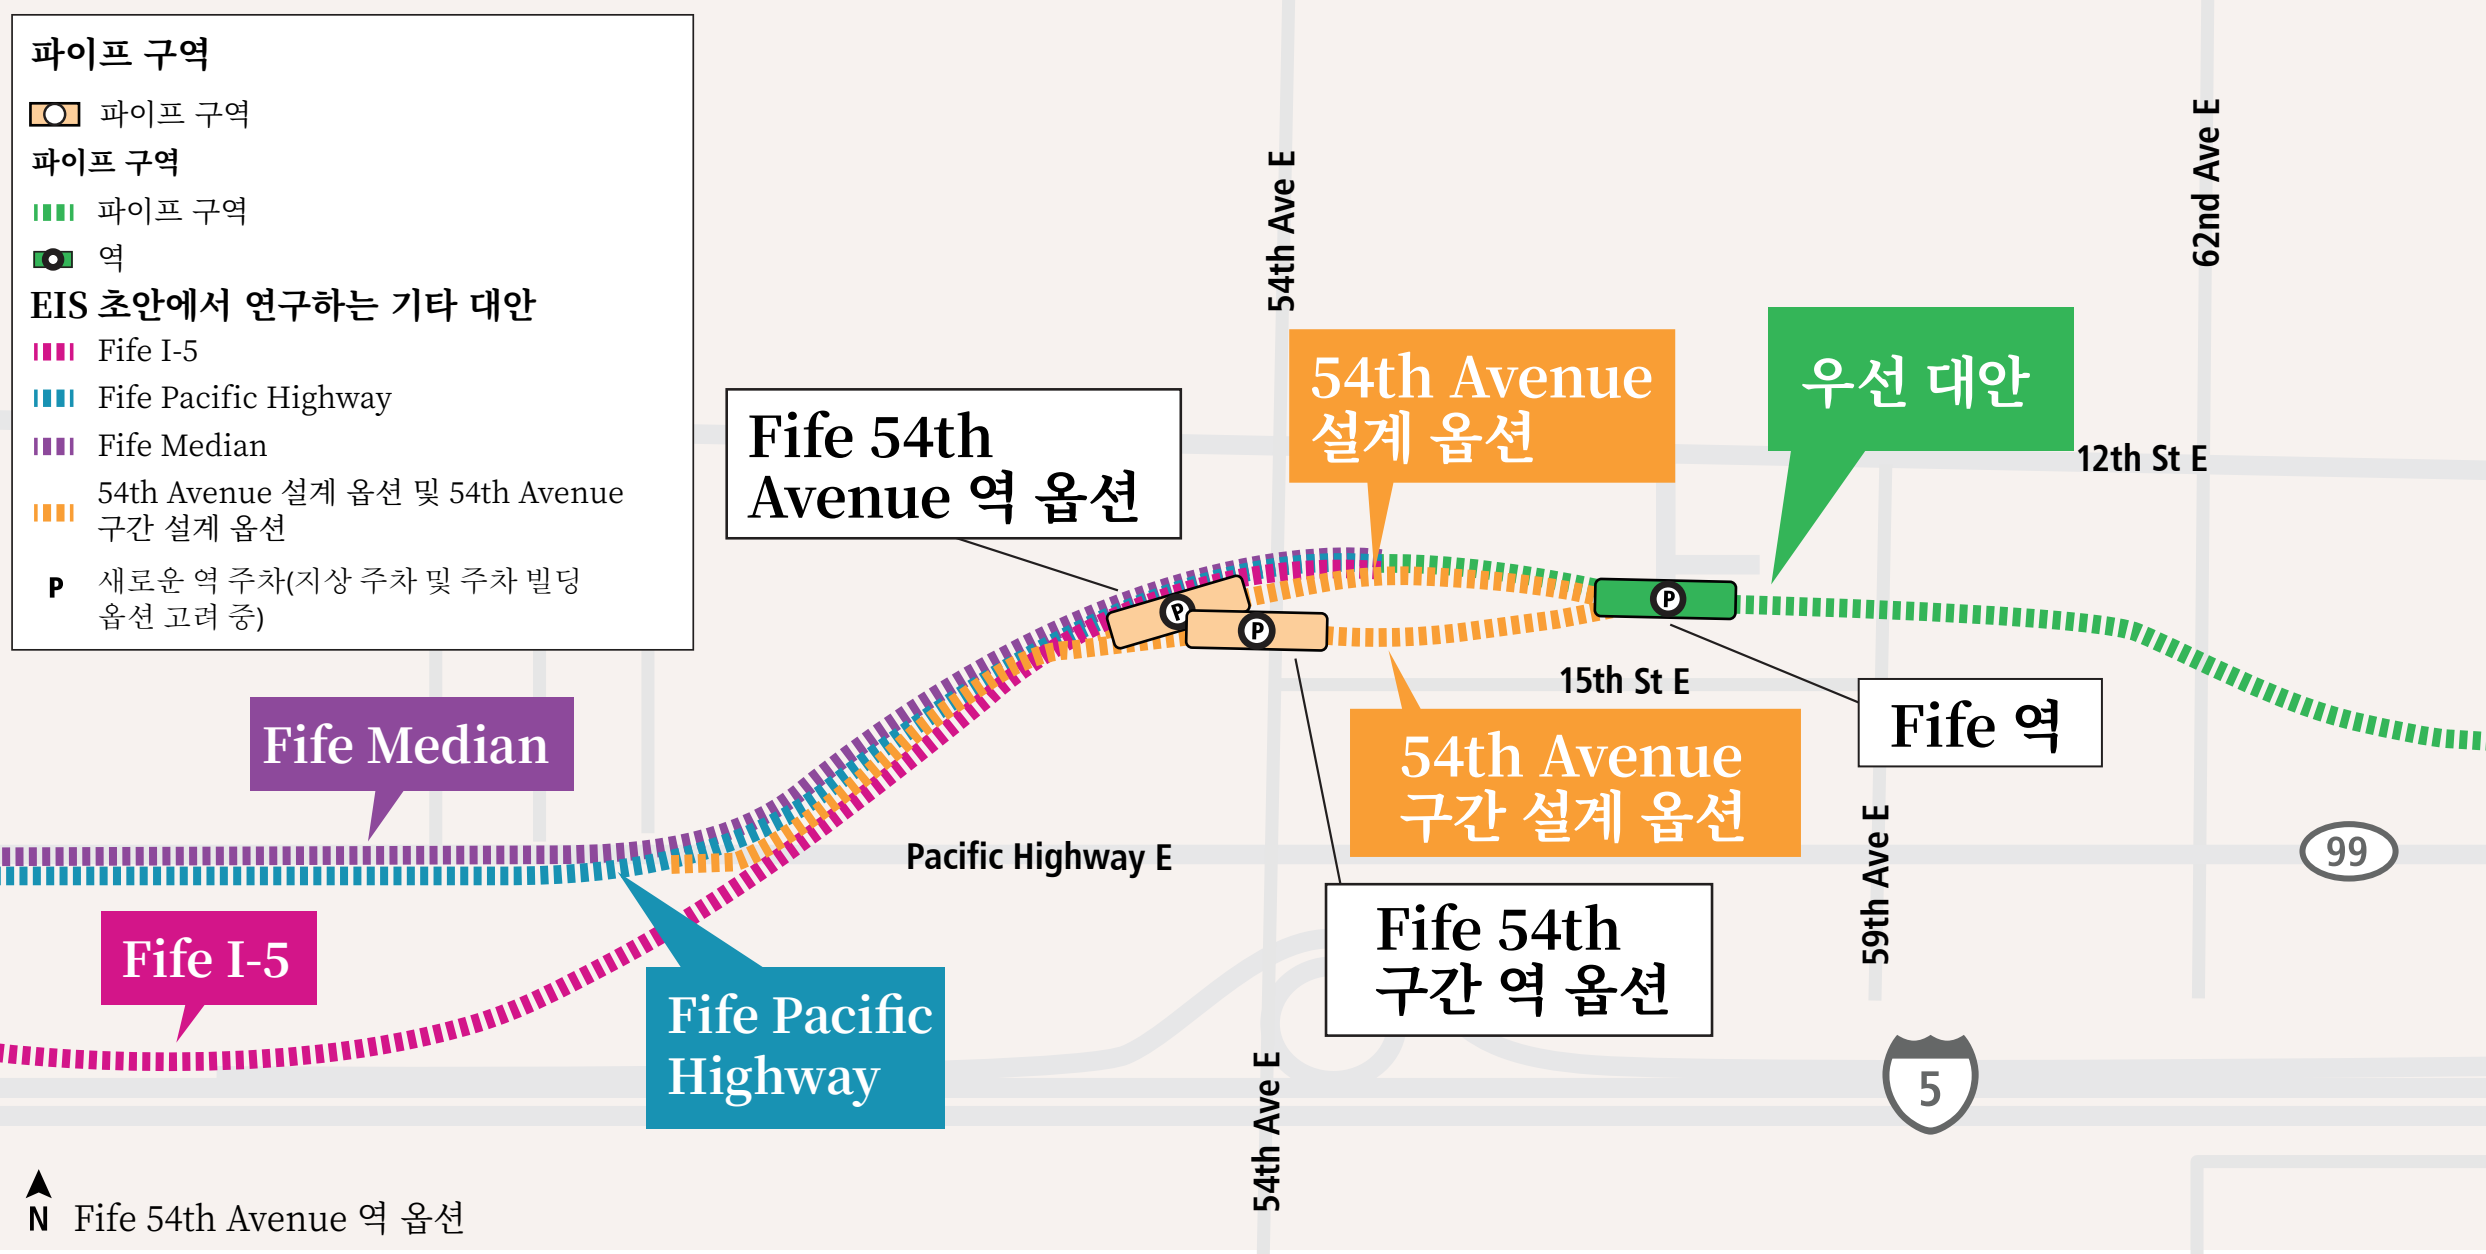 파이프 구역
파이프 구역
파이프 구역
파이프 구역
역
EIS 초안에서 연구하는 기타 대안
Fife I-5
Fife Pacific Highway
Fife Median
54th Avenue 설계 옵션 및 54th Avenue
구간 설계 옵션
P 새로운 역 주차(지상 주차 및 주차 빌딩
옵션 고려 중)
54th Ave E
62nd Ave E
54th Avenue
설계 옵션
우선 대안
12th St E
Fife 54th
Avenue 역 옵션
P
P
P
15th St E
Fife 역
Fife Median
54th Avenue
구간 설계 옵션
Pacific Highway E
59th Ave E
99
Fife I-5
Fife 54th
구간 역 옵션
Fife Pacific
Highway
54th Ave E
5
N
Fife 54th Avenue 역 옵션